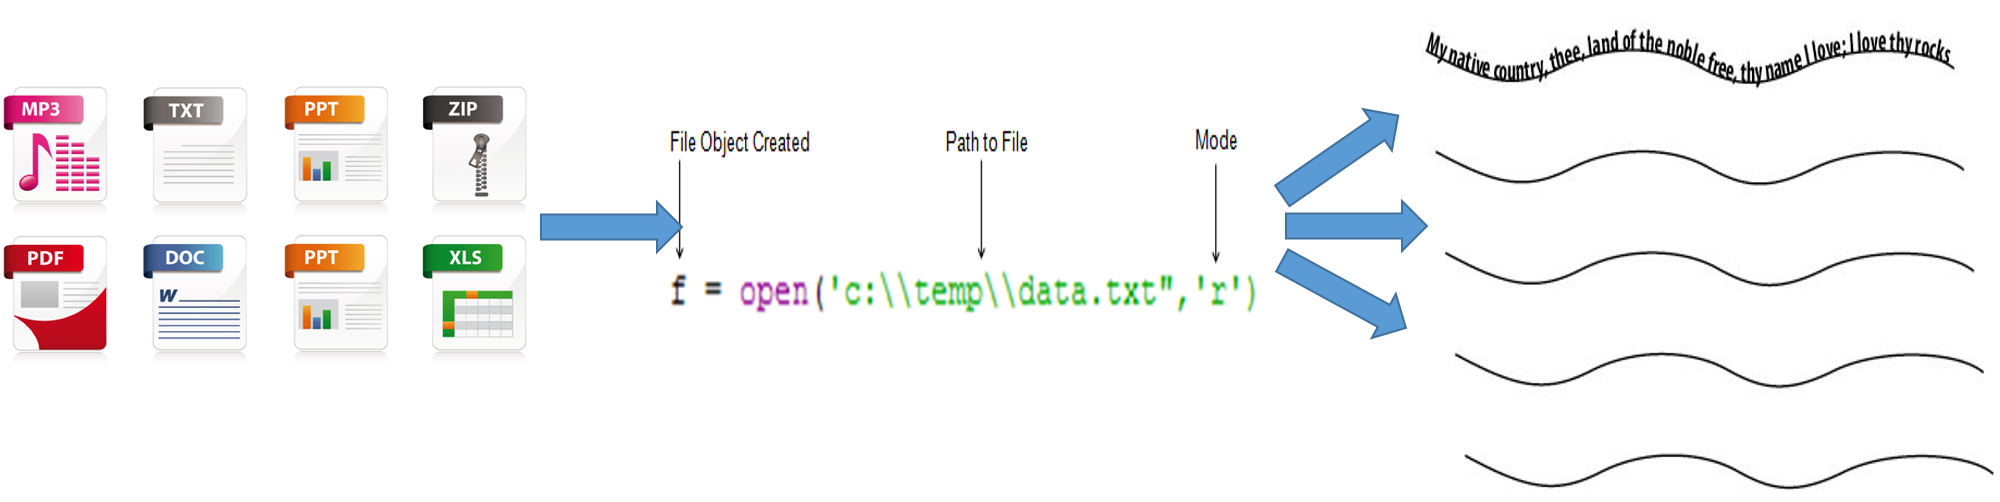 MP3
TXT
PPT
ZIP
PDF
DOC
W
PPT
XLS
File Object Created
Path to File
Mode
f = open('c:\\temp\\data.txt",'r')
My native country, thee, land of the noble free, thy name I love; I love thy rocks